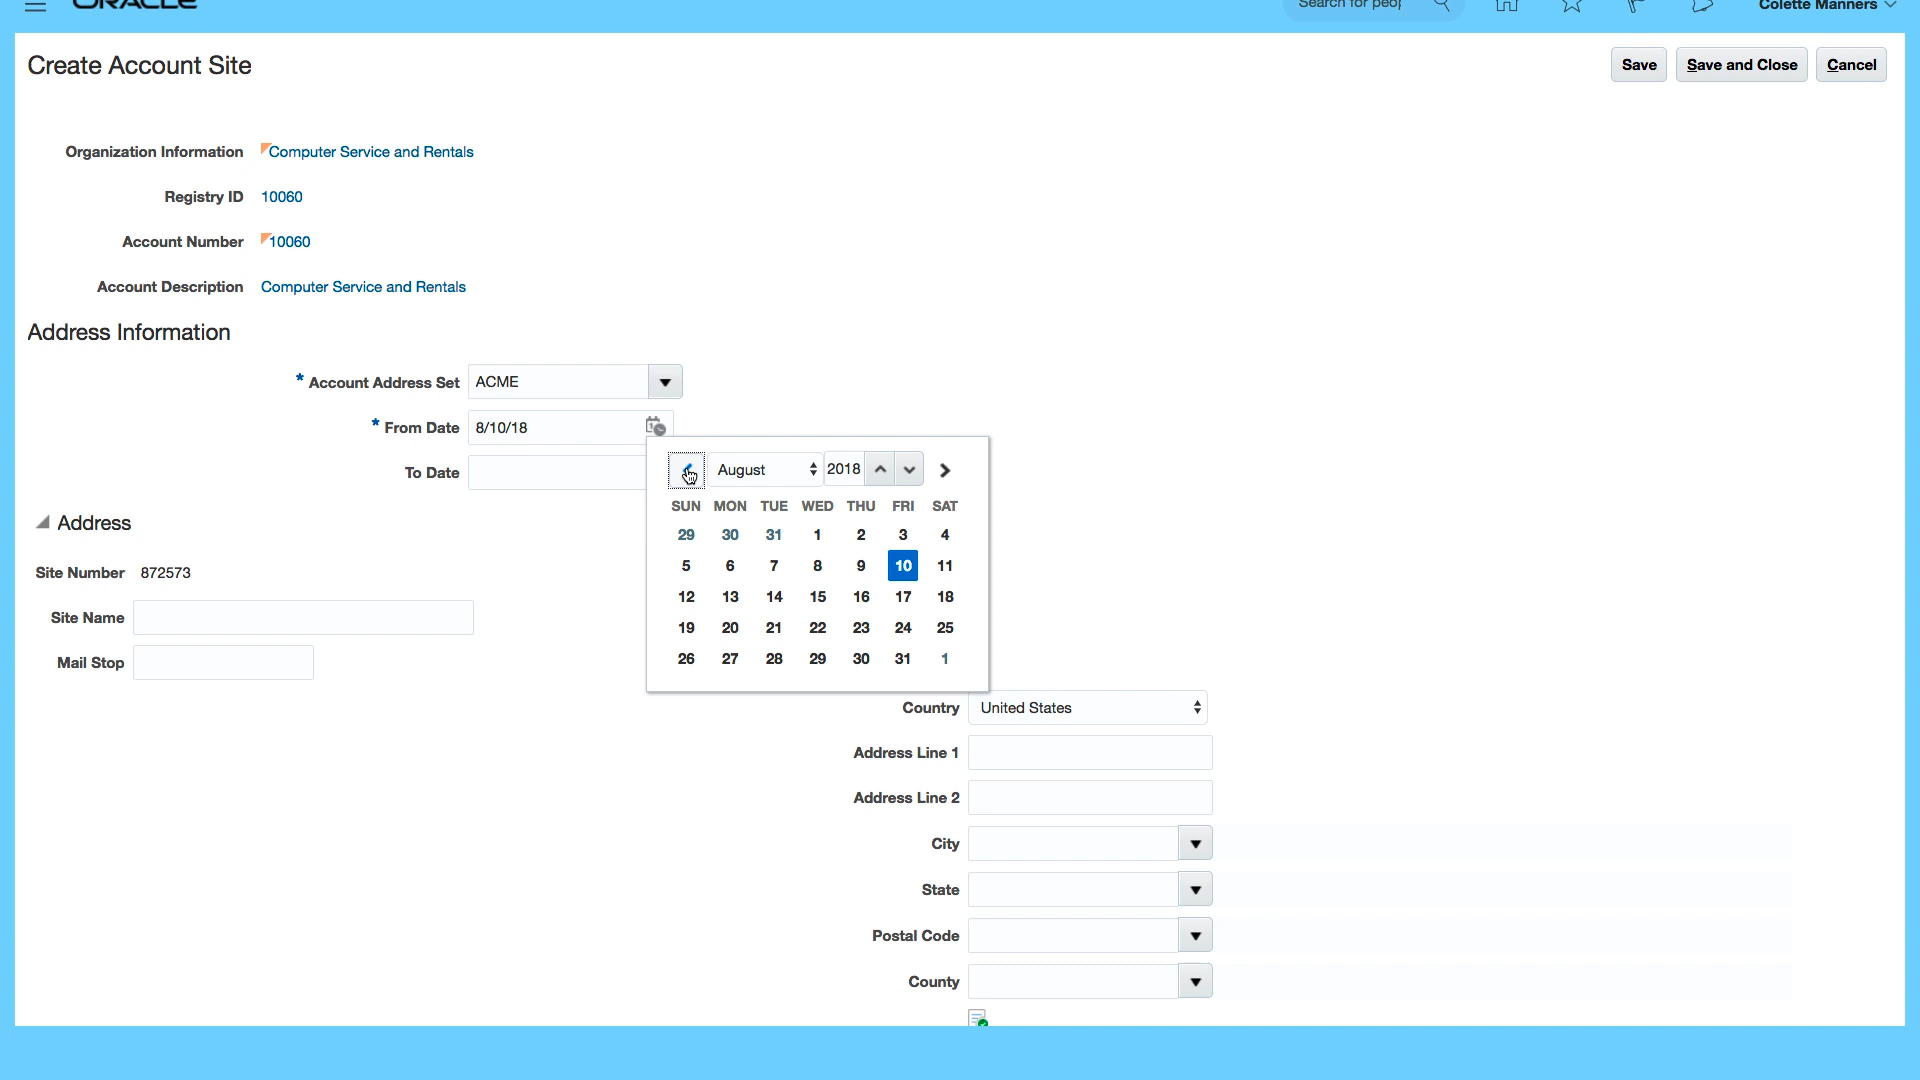 ORACLE
Search for peop
Colette Manners
Create Account Site
Save
Save and Close
Cancel
Organization Information Computer Service and Rentals
Registry ID 10060
Account Number 10060
Account Description Computer Service and Rentals
Address Information
* Account Address Set ACME
* From Date 8/10/18
To Date
August 2018
SUN MON TUE WED THU FRI SAT
29 30 31 1 2 3 4
5 6 7 8 9 10 11
12 13 14 15 16 17 18
19 20 21 22 23 24 25
26 27 28 29 30 31 1
Address
Site Number 872573
Site Name
Mail Stop
Country United States
Address Line 1
Address Line 2
City
State
Postal Code
County